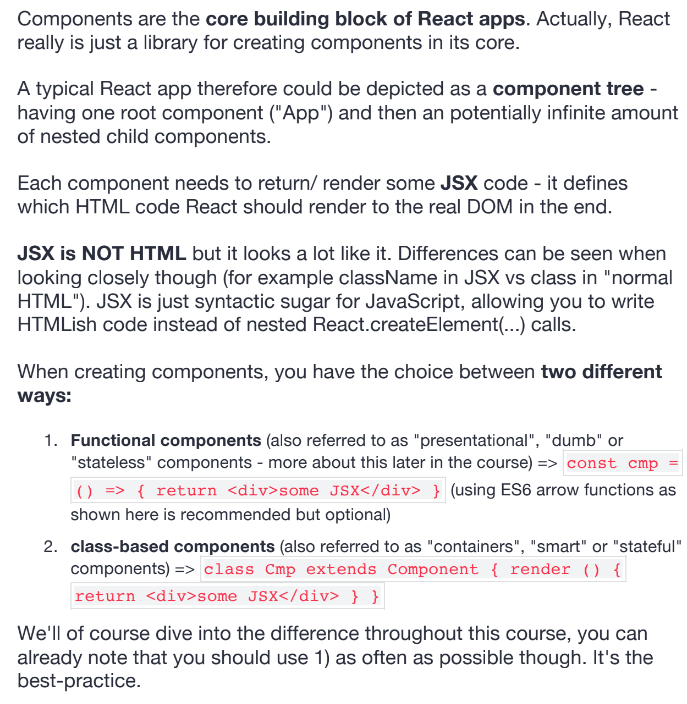 Components are the core building block of React apps. Actually, React
really is just a library for creating components in its core.
A typical React app therefore could be depicted as a component tree -
having one root component ("App") and then an potentially infinite amount
of nested child components.
Each component needs to return/ render some JSX code - it defines
which HTML code React should render to the real DOM in the end.
JSX is NOT HTML but it looks a lot like it. Differences can be seen when
looking closely though (for example className in JSX vs class in "normal
HTML"). JSX is just syntactic sugar for JavaScript, allowing you to write
HTMLish code instead of nested React.createElement(...) calls.
When creating components, you have the choice between two different
ways:
1. Functional components (also referred to as "presentational", "dumb" or
"stateless" components - more about this later in the course) => const cmp =
() => { return <div>some JSX</div> } (using ES6 arrow functions as
shown here is recommended but optional)
2. class-based components (also referred to as "containers", "smart" or "stateful"
components) => class Cmp extends Component { render () {
return <div>some JSX</div> } }
We'll of course dive into the difference throughout this course, you can
already note that you should use 1) as often as possible though. It's the
best-practice.